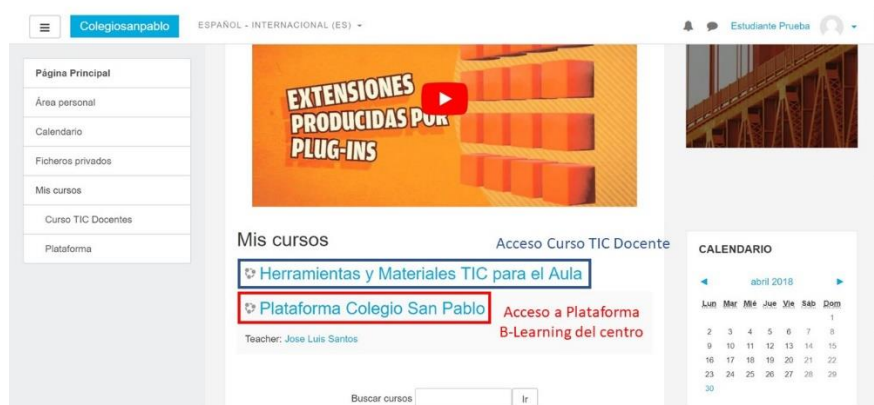 Colegiosanpablo
ESPAÑOL - INTERNACIONAL (ES)
Estudiante Prueba
Página Principal
Área personal
Calendario
Ficheros privados
Mis cursos
Curso TIC Docentes
Plataforma
EXTENSIONES
PRODUCIDAS POR
PLUG-INS
Mis cursos
Acceso Curso TIC Docente
Herramientas y Materiales TIC para el Aula
Plataforma Colegio San Pablo
Acceso a Plataforma
B-Learning del centro
Teacher: Jose Luis Santos
Buscar cursos
Ir
CALENDARIO
abril 2018
Lun Mar Mié Jue Vie Sáb Dom
1
2 3 4 5 6 7 8
9 10 11 12 13 14 15
16 17 18 19 20 21 22
23 24 25 26 27 28 29
30